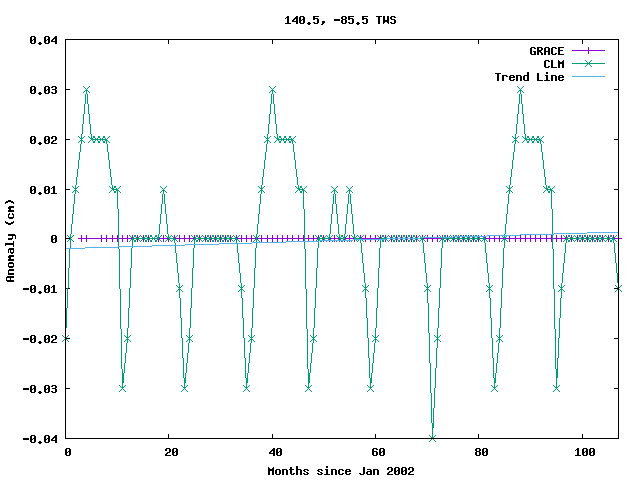 140.5, -85.5 TWS
GRACE
CLM
Trend Line
0.04
0.03
0.02
0.01
0
-0.01
-0.02
-0.03
-0.04
Anomaly (cm)
0 20 40 60 80 100
Months since Jan 2002